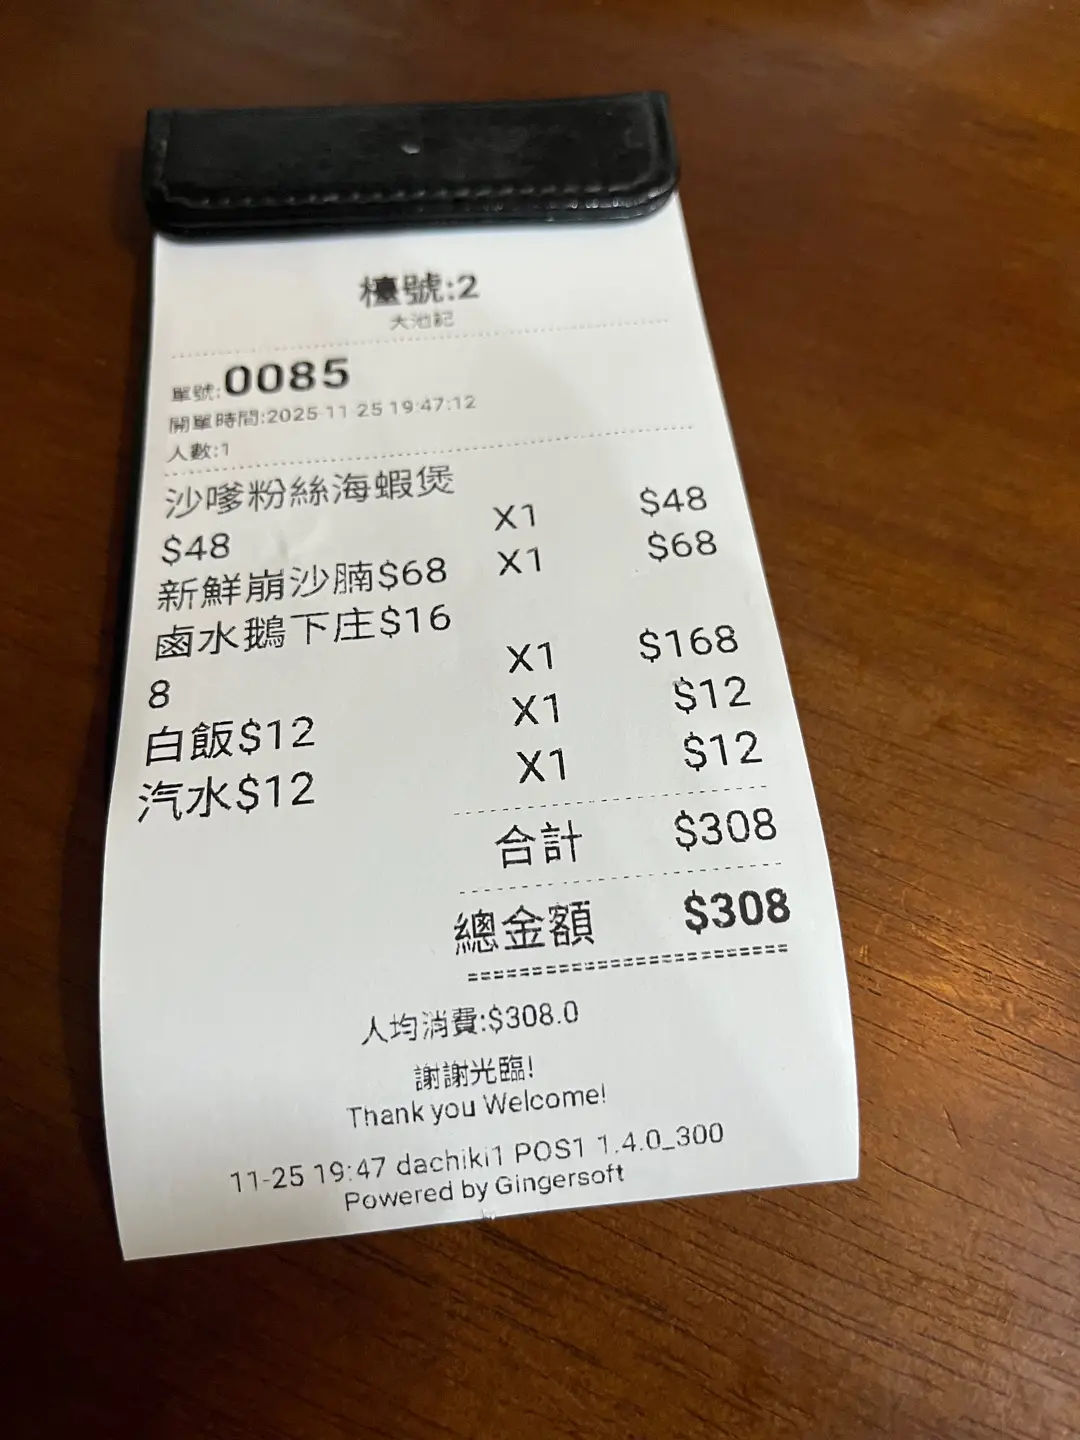 檯號:2
大池記
單號:0085
開單時間:2025-11-25 19:47:12
人數:1
沙嗲粉絲海蝦煲
$48 X1 $48
新鮮崩沙腩$68 X1 $68
鹵水鵝下庄$16
8 X1 $168
白飯$12 X1 $12
汽水$12 X1 $12
合計 $308
總金額 $308
人均消費:$308.0
謝謝光臨!
Thank you Welcome!
11-25 19:47 dachiki1 POS1 1.4.0_300
Powered by Gingersoft